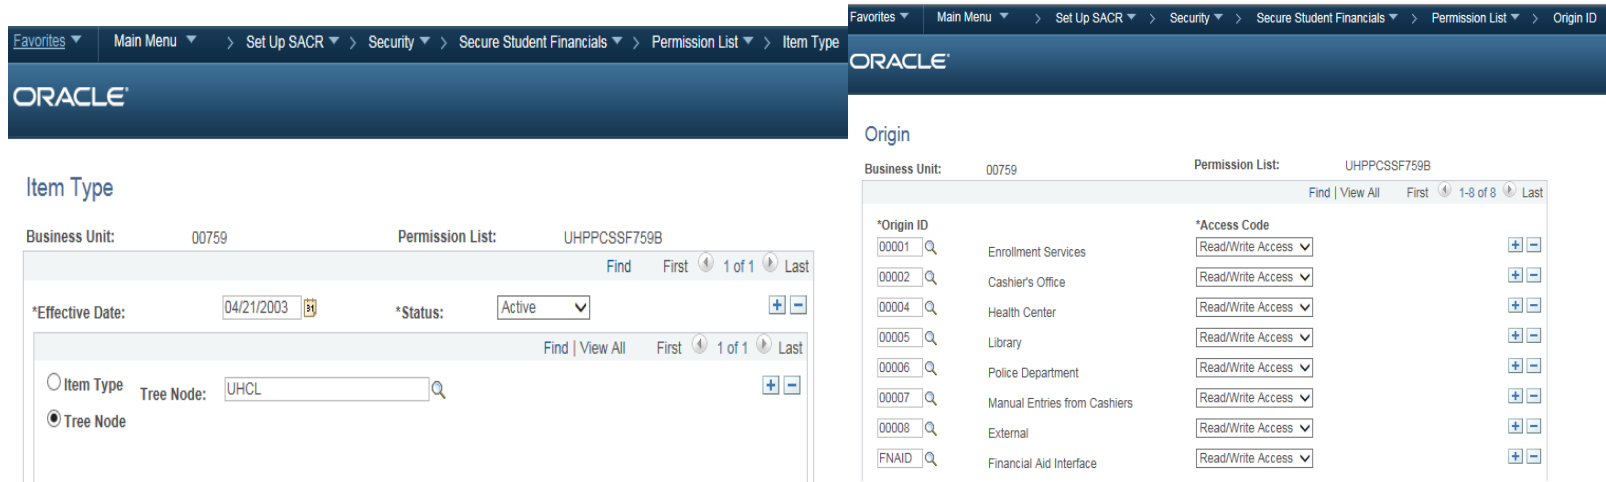 Favorites Main Menu > Set Up SACR > Security > Secure Student Financials > Permission List > Item Type
ORACLE
Item Type
Business Unit: 00759 Permission List: UHPPCSSF759B
Find First 1 of 1 Last
*Effective Date: 04/21/2003 31 *Status: Active
Find | View All First 1 of 1 Last
Item Type Tree Node: UHCL
Tree Node
Favorites Main Menu > Set Up SACR > Security > Secure Student Financials > Permission List > Origin ID
ORACLE
Origin
Business Unit: 00759 Permission List: UHPPCSSF759B
Find | View All First 1-8 of 8 Last
*Origin ID *Access Code
00001 Enrollment Services Read/Write Access
00002 Cashier's Office Read/Write Access
00004 Health Center Read/Write Access
00005 Library Read/Write Access
00006 Police Department Read/Write Access
00007 Manual Entries from Cashiers Read/Write Access
00008 External Read/Write Access
FNAID Financial Aid Interface Read/Write Access